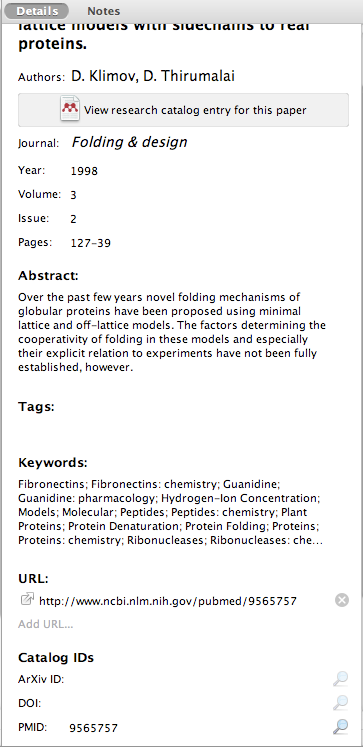 Details Notes
lattice models with sidechains to real
proteins.
Authors: D. Klimov, D. Thirumalai
View research catalog entry for this paper
Journal: Folding & design
Year: 1998
Volume: 3
Issue: 2
Pages: 127-39
Abstract:
Over the past few years novel folding mechanisms of
globular proteins have been proposed using minimal
lattice and off-lattice models. The factors determining the
cooperativity of folding in these models and especially
their explicit relation to experiments have not been fully
established, however.
Tags:
Keywords:
Fibronectins; Fibronectins: chemistry; Guanidine;
Guanidine: pharmacology; Hydrogen-Ion Concentration;
Models; Molecular; Peptides; Peptides: chemistry; Plant
Proteins; Protein Denaturation; Protein Folding; Proteins;
Proteins: chemistry; Ribonucleases; Ribonucleases: che...
URL:
http://www.ncbi.nlm.nih.gov/pubmed/9565757
Add URL...
Catalog IDs
ArXiv ID:
DOI:
PMID: 9565757